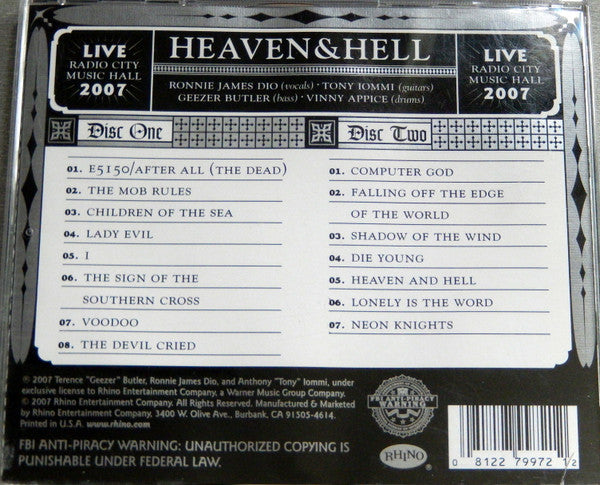 LIVE
RADIO CITY
MUSIC HALL
2007
HEAVEN&HELL
RONNIE JAMES DIO (vocals) · TONY IOMMI (guitars)
GEEZER BUTLER (bass) · VINNY APPICE (drums)
LIVE
RADIO CITY
MUSIC HALL
2007
Disc One
01. E5150/AFTER ALL (THE DEAD)
02. THE MOB RULES
03. CHILDREN OF THE SEA
04. LADY EVIL
05. I
06. THE SIGN OF THE
SOUTHERN CROSS
07. VOODOO
08. THE DEVIL CRIED
Disc Two
01. COMPUTER GOD
02. FALLING OFF THE EDGE
OF THE WORLD
03. SHADOW OF THE WIND
04. DIE YOUNG
05. HEAVEN AND HELL
06. LONELY IS THE WORD
07. NEON KNIGHTS
℗ 2007 Terence "Geezer" Butler, Ronnie James Dio, and Anthony "Tony" Iommi, under
exclusive license to Rhino Entertainment Company, a Warner Music Group Company.
© 2007 Rhino Entertainment Company. All Rights Reserved. Manufactured & Marketed
by Rhino Entertainment Company, 3400 W. Olive Ave., Burbank, CA 91505-4614.
Printed in U.S.A. www.rhino.com
FBI ANTI-PIRACY WARNING: UNAUTHORIZED COPYING IS
PUNISHABLE UNDER FEDERAL LAW.
FBI ANTI-PIRACY
WARNING
RHINO
0 81227 9972 1/2